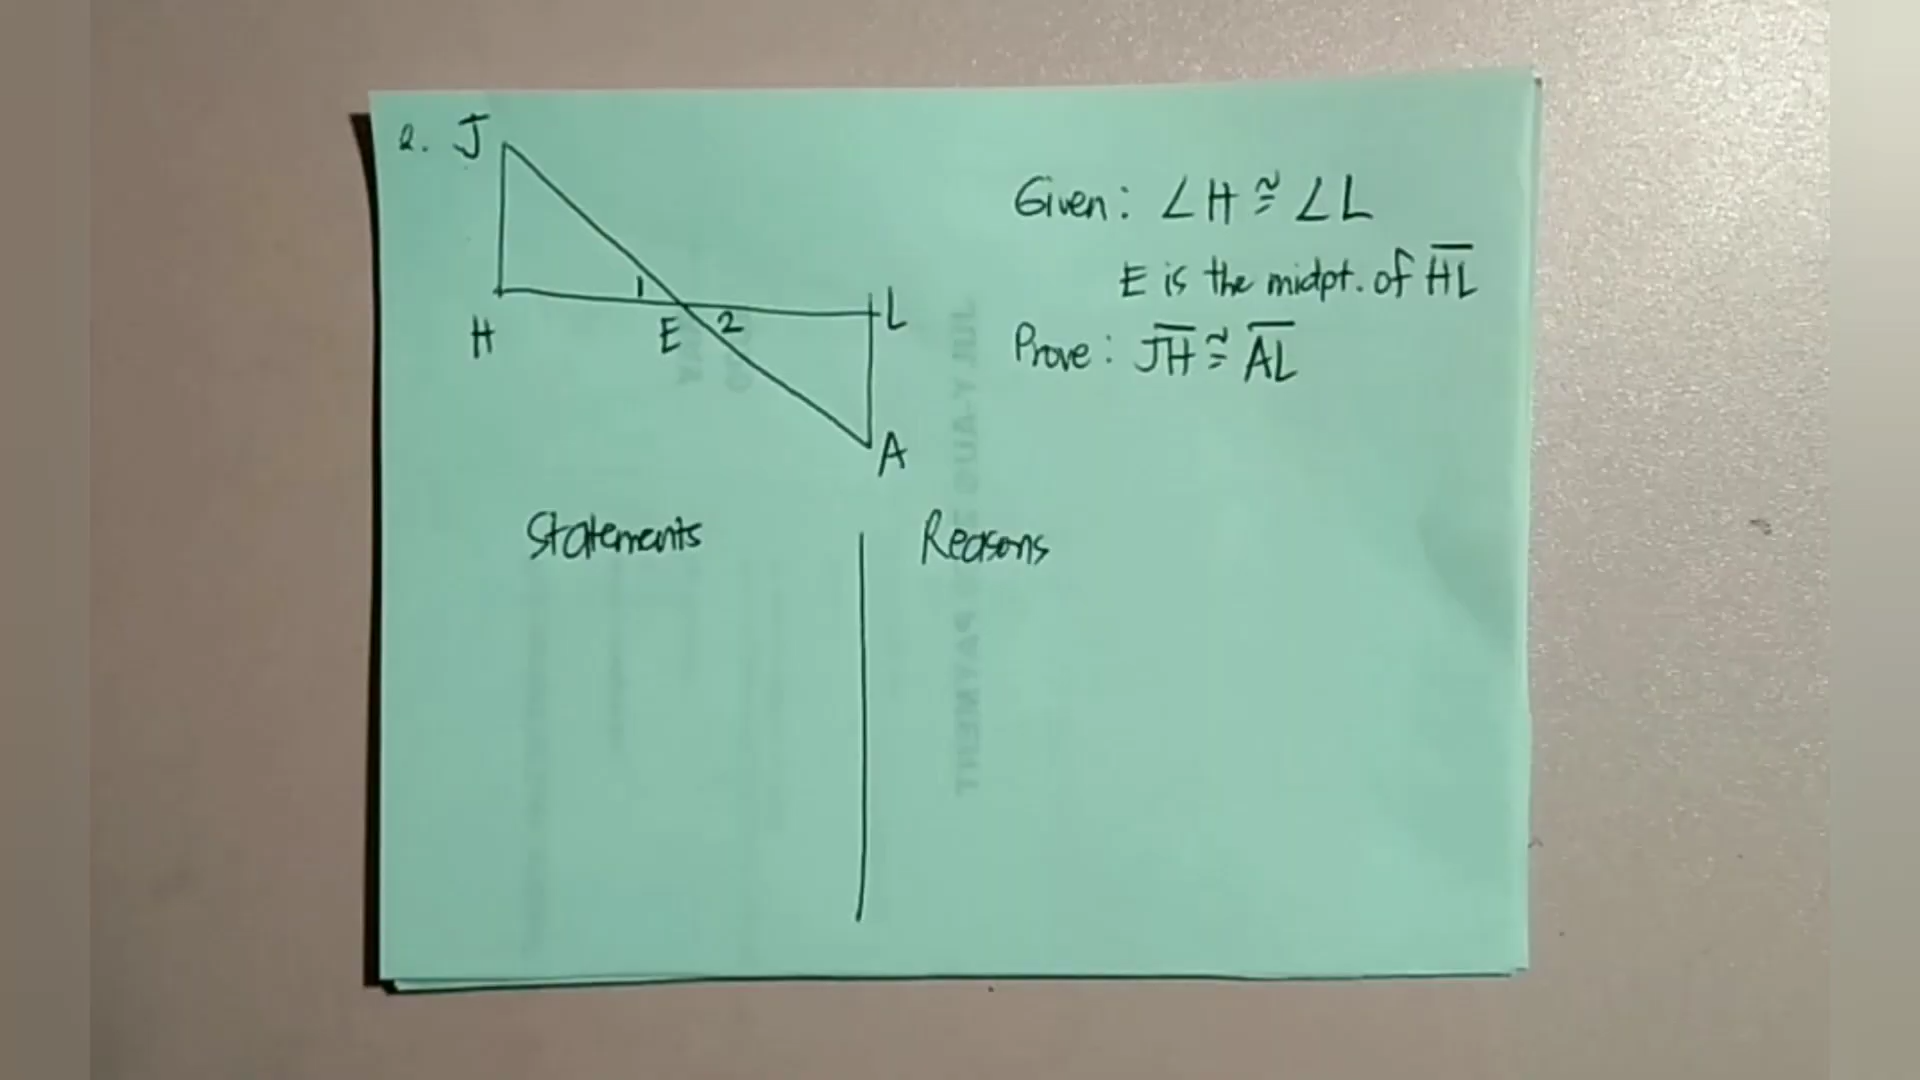 2. J
H
1
E
2
L
A
Given: ∠H ≅ ∠L
E is the midpt. of HL
Prove: JH ≅ AL
Statements
Reasons